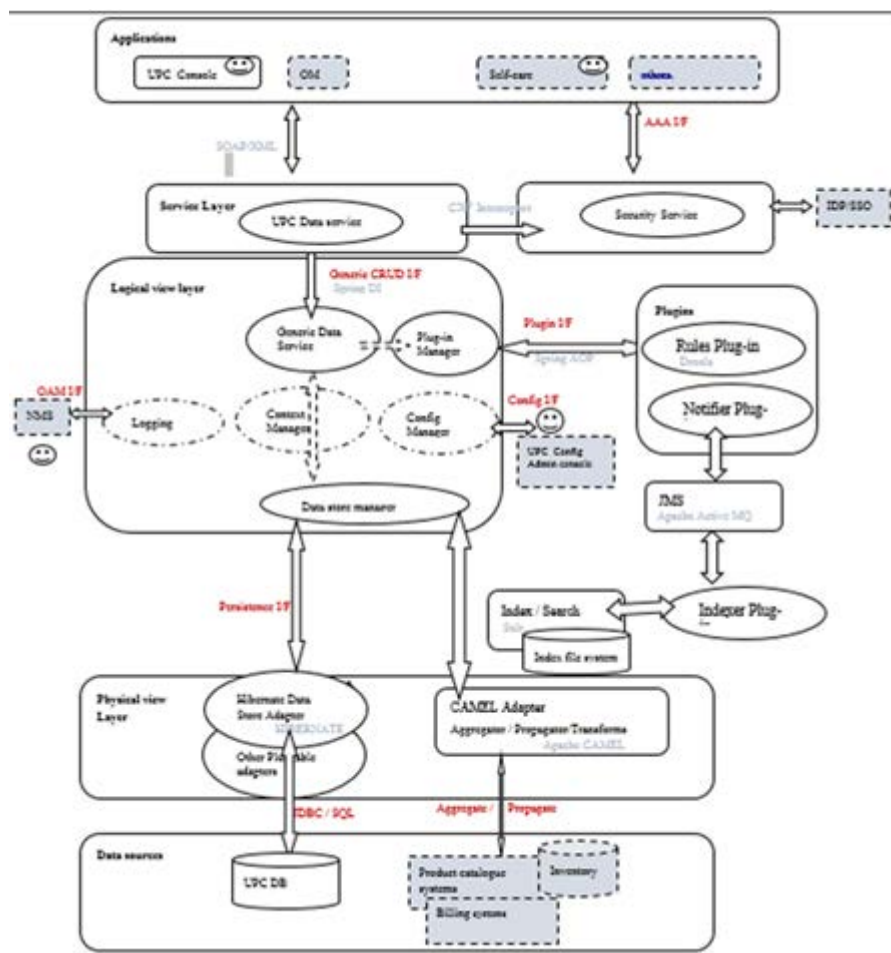 Applications
UPC Console
OM
Self-care
others.
SOAP/XML
AAA I/F
Service Layer
UPC Data service
Security Service
IDP/SSO
Logical view layer
Generic CRUD I/F
Spring DI
Generic Data
Service
Plug-in
Manager
Plugin I/F
Spring AOP
Plugins
Rules Plug-in
Drools
Notifier Plug-
OAM I/F
NMS
Logging
Context
Manager
Config
Manager
Config I/F
UPC Config
Admin console
Data store manager
JMS
Apache Active MQ
Persistence I/F
Index / Search
Index file system
Indexer Plug-
Physical view
Layer
Hibernate Data
Store Adapter
HIBERNATE
Other Pluggable
adapters
CAMEL Adapter
Aggregator / Propagator/Transforma
Apache CAMEL
JDBC / SQL
Aggregate / Propagate
Data sources
UPC DB
Product catalogue
systems
Inventory
Billing systems